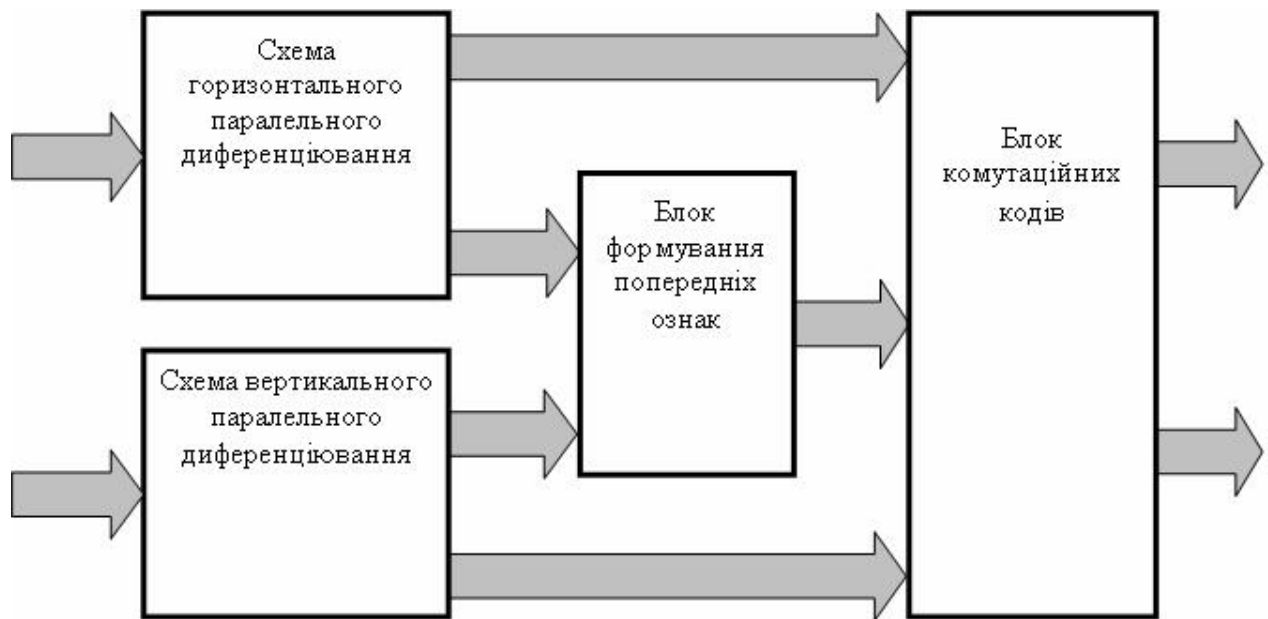 Схема
горизонтального
паралельного
диференціювання
Блок
формування
попередніх
ознак
Схема вертикального
паралельного
диференціювання
Блок
комутаційних
кодів